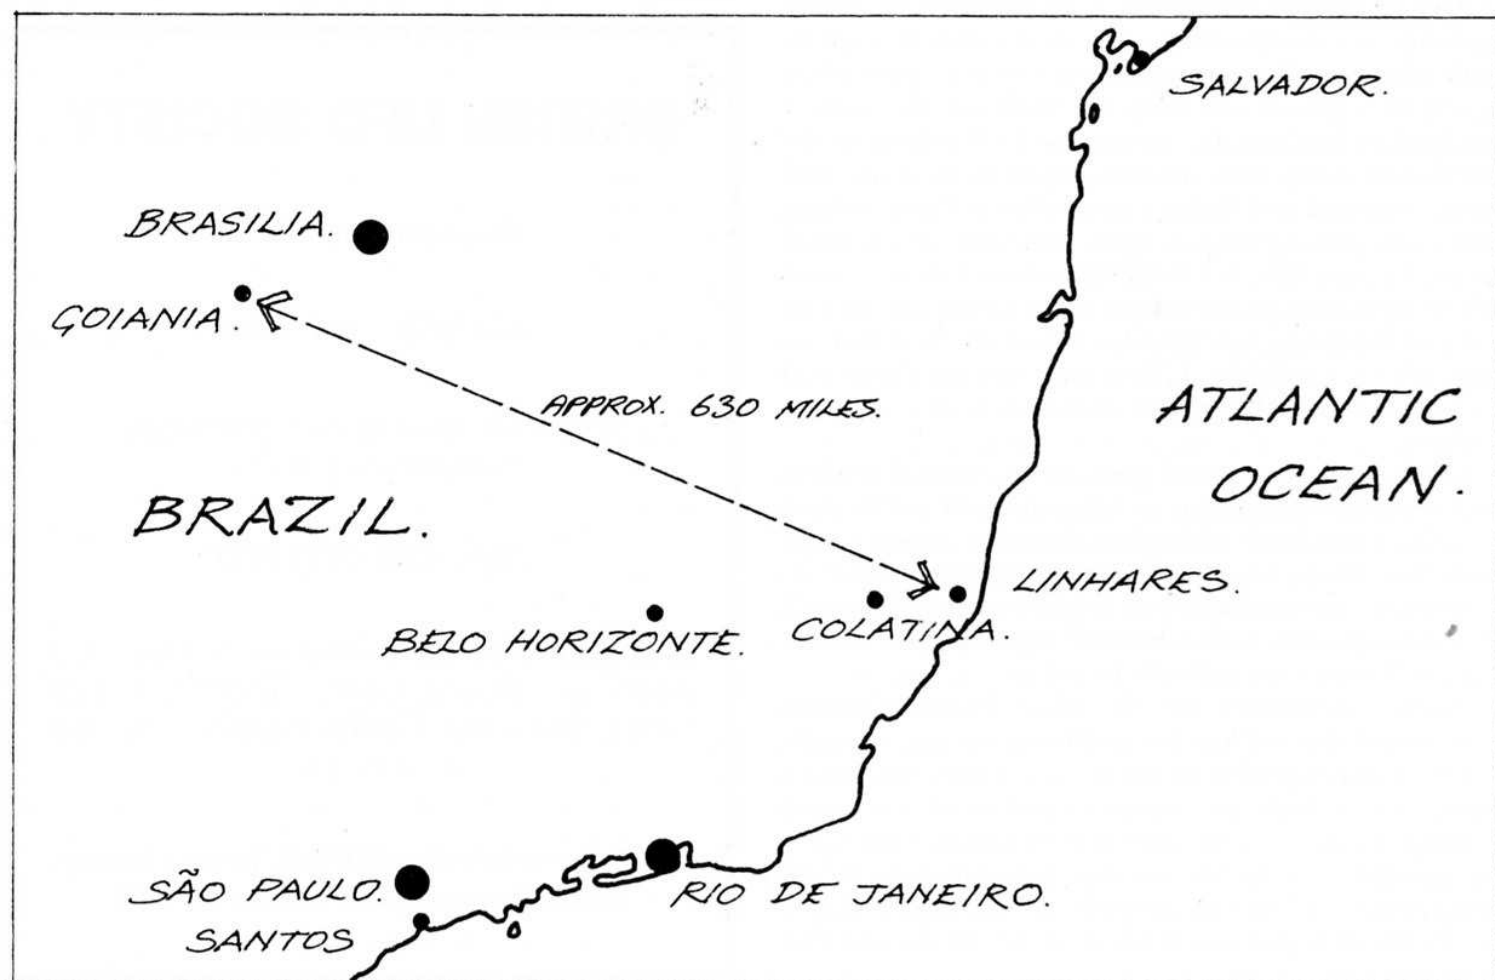 SALVADOR.
BRASILIA.
GOIANIA.
APPROX. 630 MILES.
ATLANTIC
OCEAN.
BRAZIL.
LINHARES.
COLATINA.
BELO HORIZONTE.
SÃO PAULO.
RIO DE JANEIRO.
SANTOS